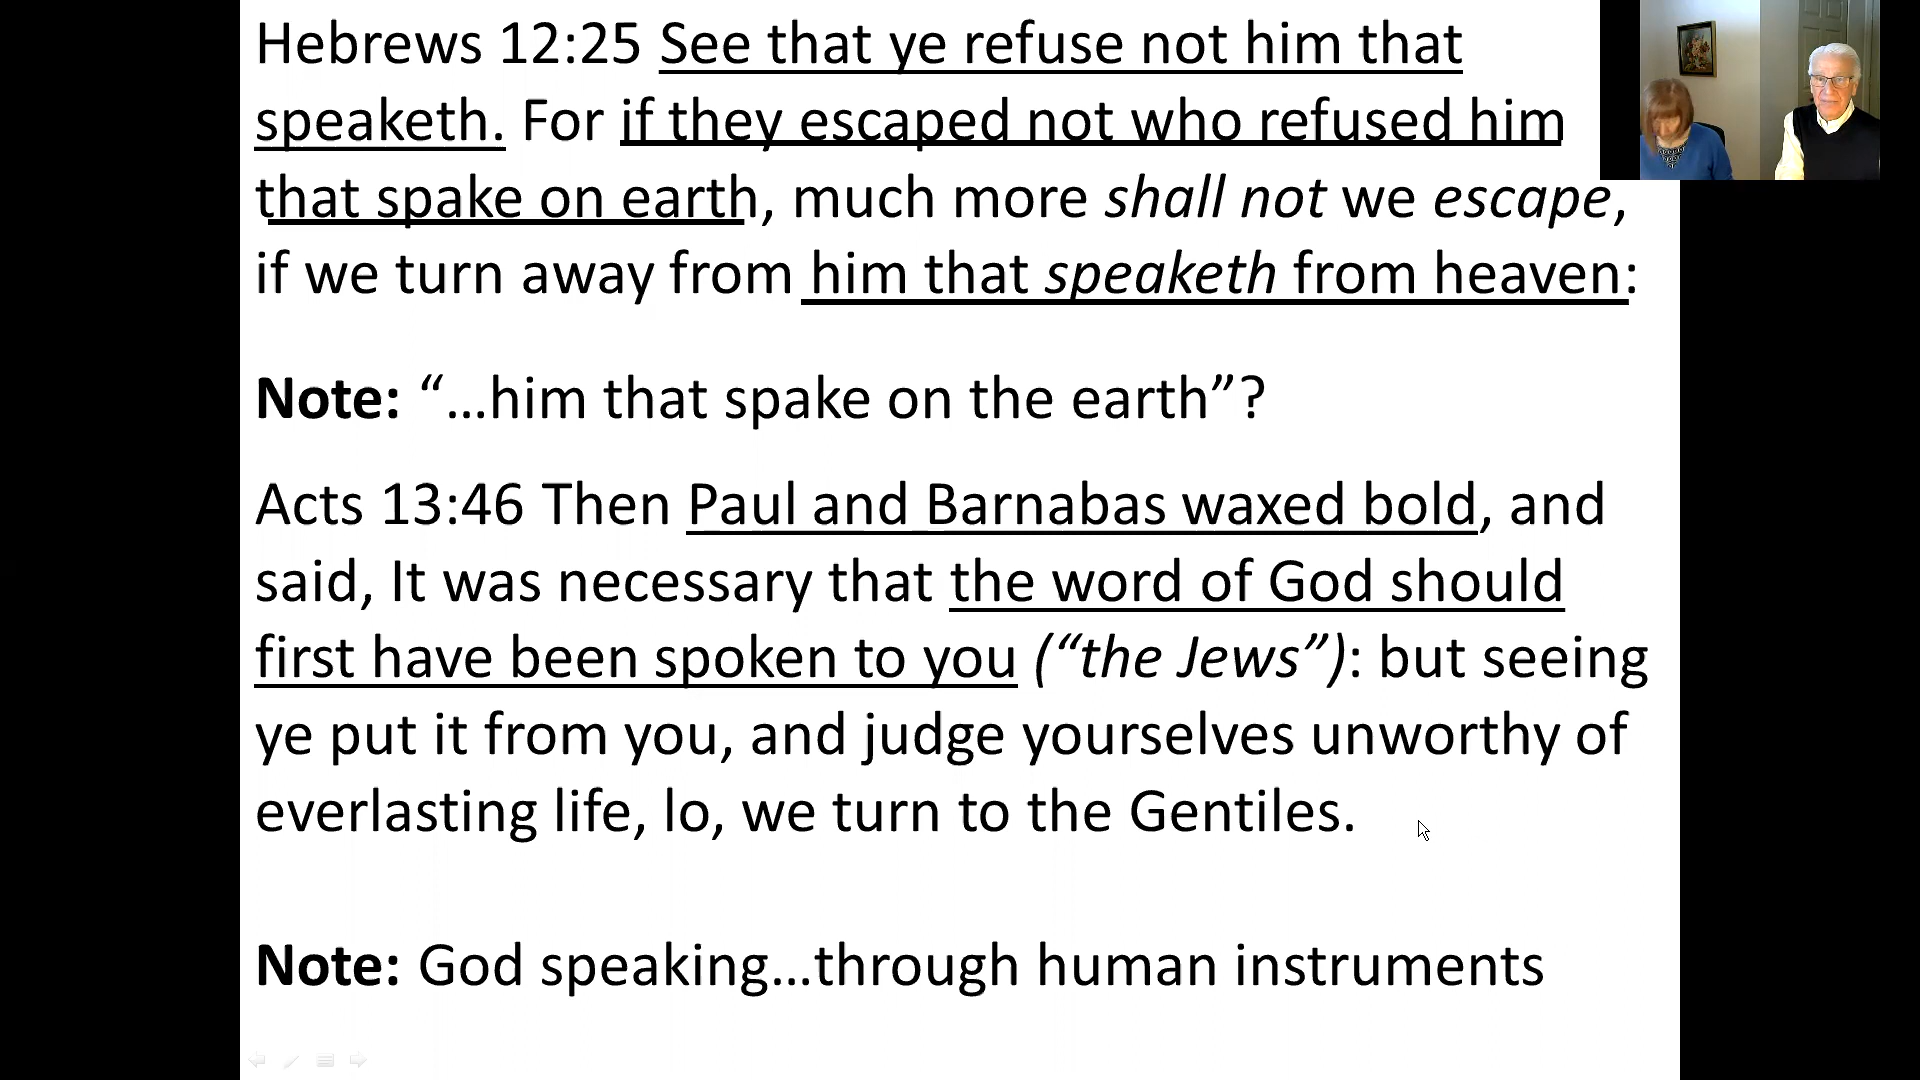 Hebrews 12:25 See that ye refuse not him that
speaketh. For if they escaped not who refused him
that spake on earth, much more shall not we escape,
if we turn away from him that speaketh from heaven:
Note: “…him that spake on the earth”?
Acts 13:46 Then Paul and Barnabas waxed bold, and
said, It was necessary that the word of God should
first have been spoken to you (“the Jews”): but seeing
ye put it from you, and judge yourselves unworthy of
everlasting life, lo, we turn to the Gentiles.
Note: God speaking…through human instruments